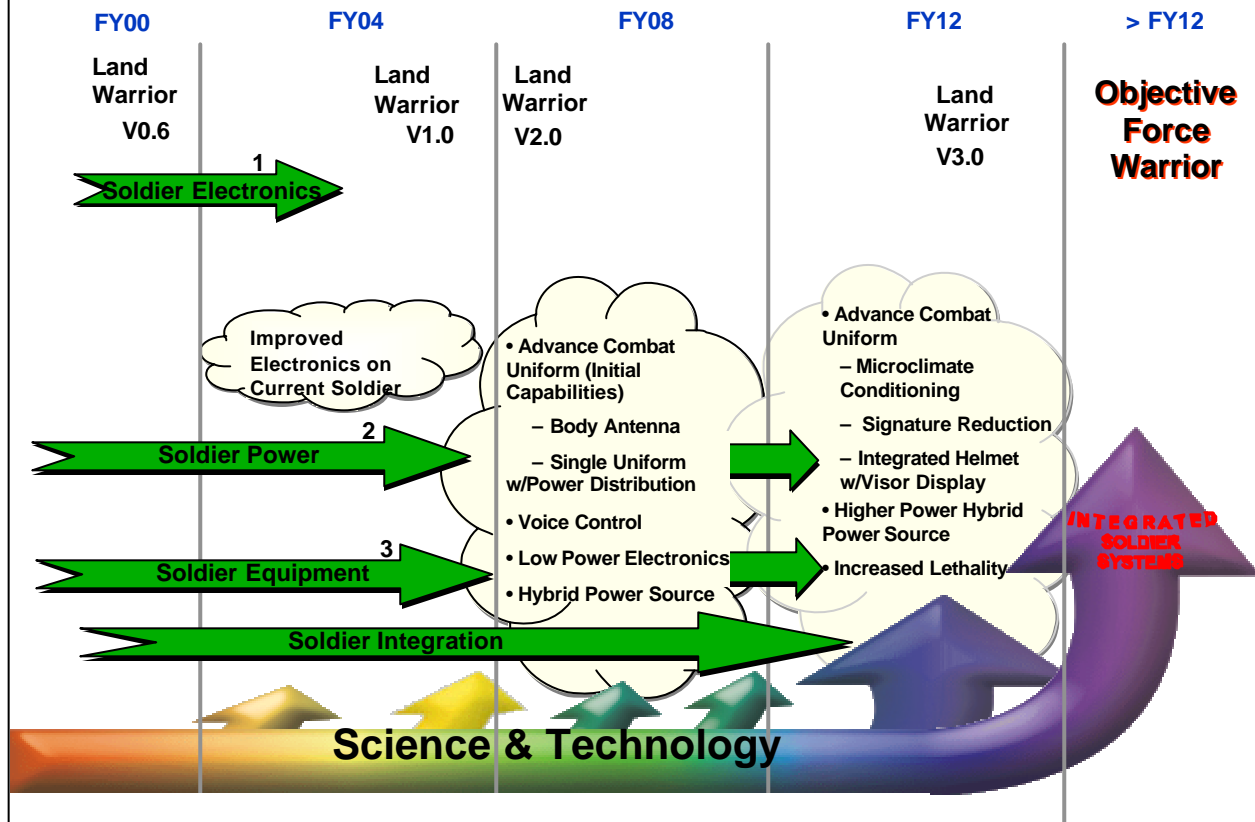 FY00
FY04
FY08
FY12
> FY12
Land
Warrior
V0.6
Land
Warrior
V1.0
Land
Warrior
V2.0
Land
Warrior
V3.0
Objective
Force
Warrior
1
Soldier Electronics
Improved
Electronics on
Current Soldier
2
Soldier Power
3
Soldier Equipment
Soldier Integration
• Advance Combat
Uniform (Initial
Capabilities)
– Body Antenna
– Single Uniform
w/Power Distribution
• Voice Control
• Low Power Electronics
• Hybrid Power Source
• Advance Combat
Uniform
– Microclimate
Conditioning
– Signature Reduction
– Integrated Helmet
w/Visor Display
• Higher Power Hybrid
Power Source
• Increased Lethality
INTEGRATED
SOLDIER
SYSTEMS
Science & Technology